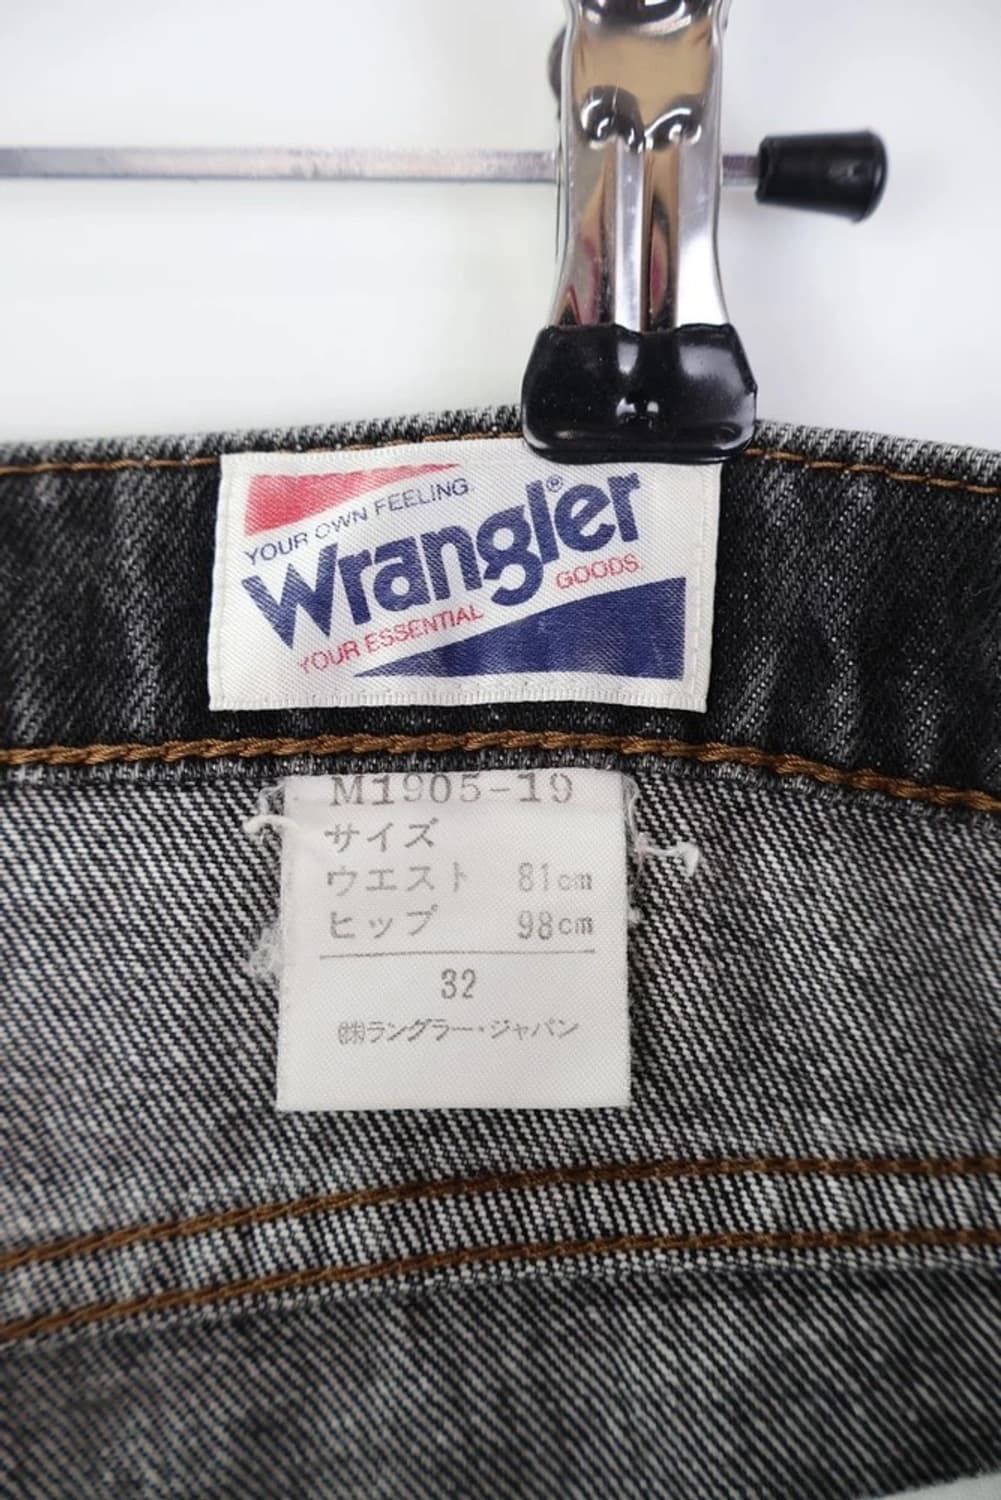 YOUR OWN FEELING
Wrangler®
YOUR ESSENTIAL GOODS.
M1905-19
サイズ
ウエスト 81cm
ヒップ 98cm
32
㈱ラングラー・ジャパン